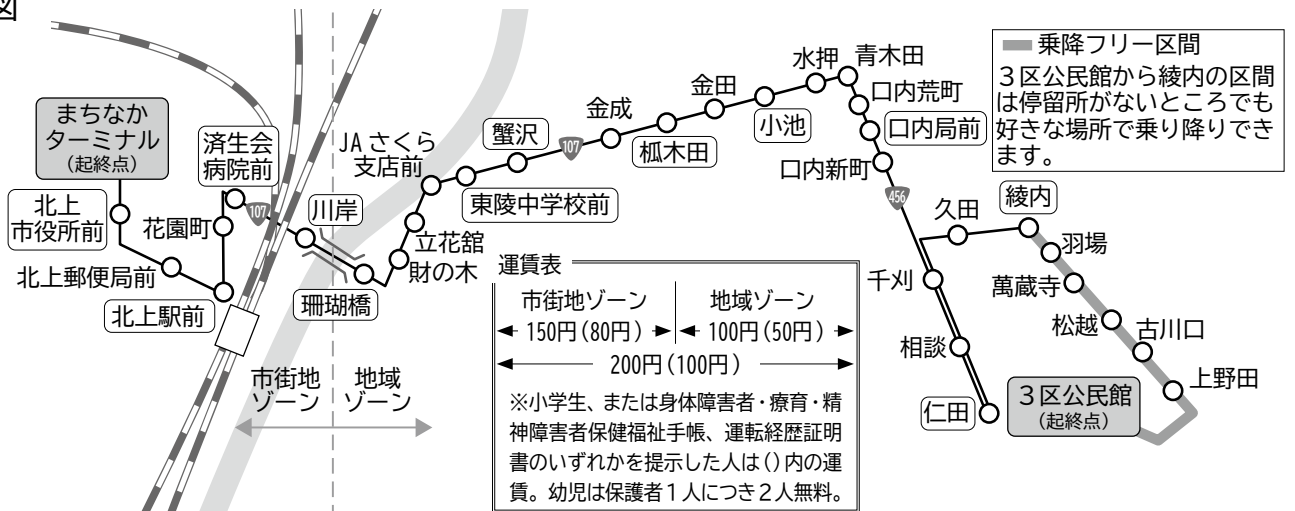 図
まちなか
ターミナル
(起終点)
北上
市役所前
北上郵便局前
北上駅前
花園町
済生会
病院前
107
川岸
珊瑚橋
財の木
立花舘
JAさくら
支店前
東陵中学校前
蟹沢
107
金成
柧木田
金田
小池
水押
青木田
口内荒町
口内局前
口内新町
456
千刈
相談
仁田
久田
綾内
羽場
萬蔵寺
松越
古川口
上野田
3区公民館
(起終点)
乗降フリー区間
3区公民館から綾内の区間
は停留所がないところでも
好きな場所で乗り降りでき
ます。
市街地
ゾーン
地域
ゾーン
運賃表
市街地ゾーン
地域ゾーン
150円(80円)
100円(50円)
200円(100円)
※小学生、または身体障害者・療育・精
神障害者保健福祉手帳、運転経歴証明
書のいずれかを提示した人は()内の運
賃。幼児は保護者1人につき2人無料。